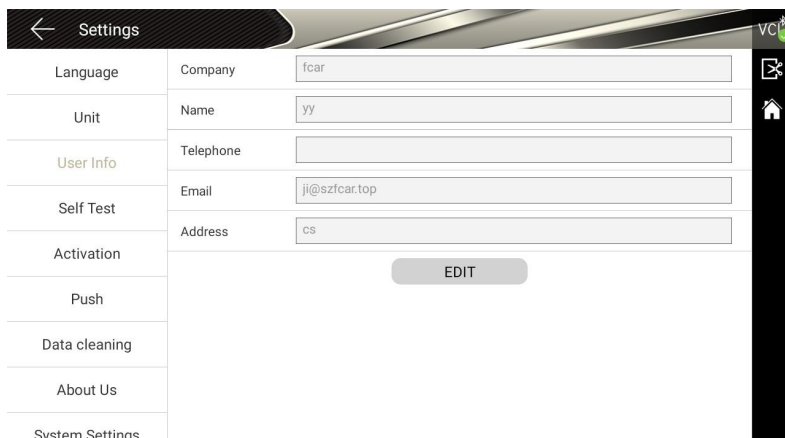 Settings
VCI
Language
Unit
User Info
Self Test
Activation
Push
Data cleaning
About Us
System Settings
Company fcar
Name yy
Telephone
Email ji@szfcar.top
Address cs
EDIT